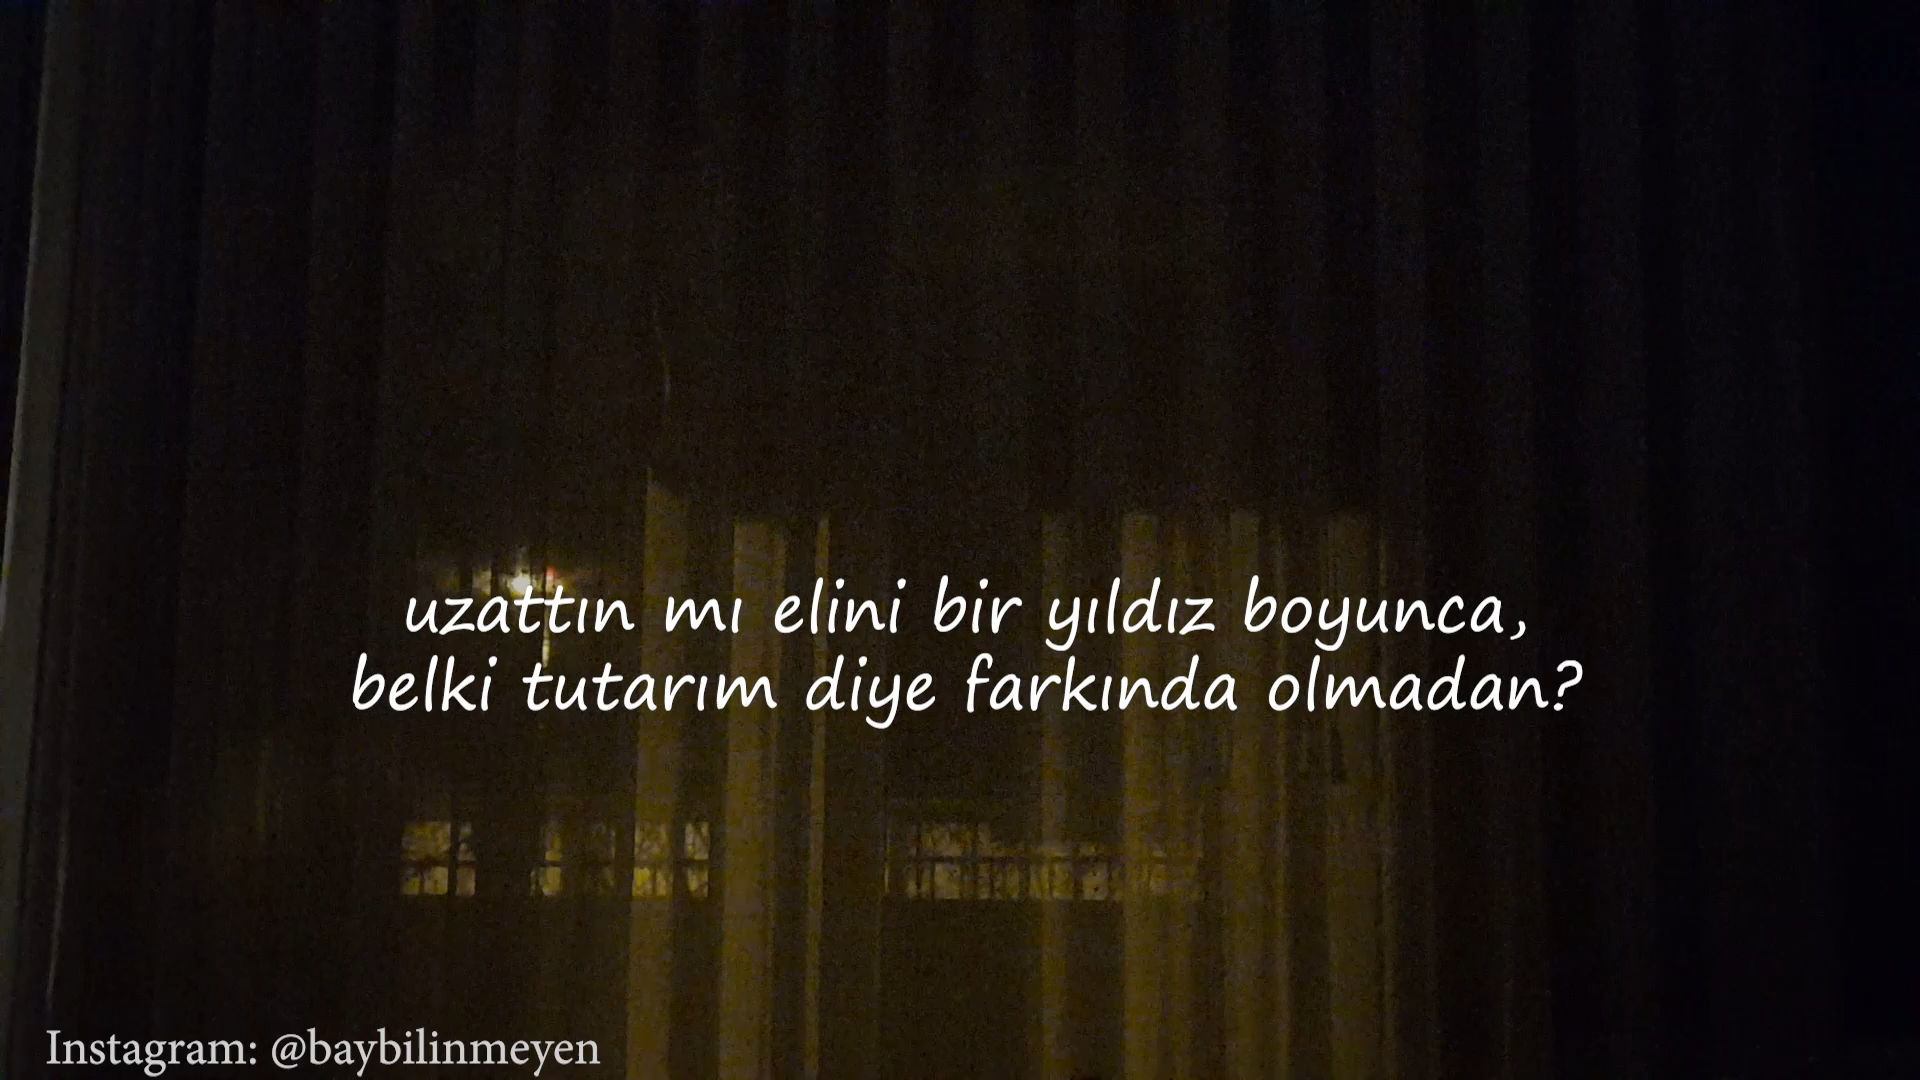 uzattın mı elini bir yıldız boyunca,
belki tutarım diye farkında olmadan?
Instagram: @baybilinmeyen